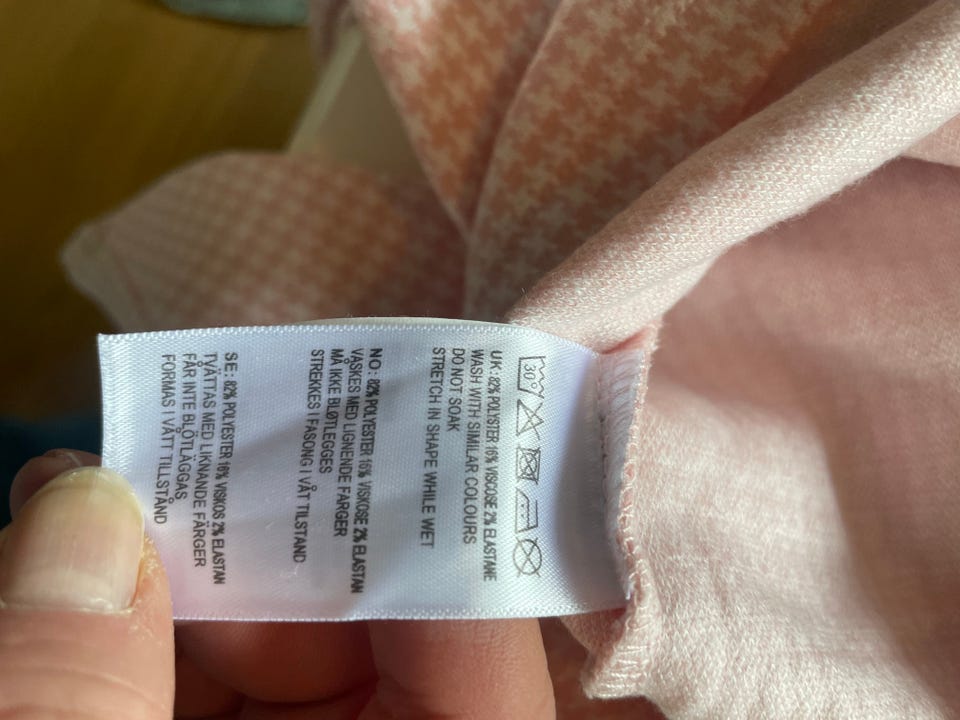 30°
UK: 82% POLYSTER 16% VISCOSE 2% ELASTANE
WASH WITH SIMILAR COLOURS
DO NOT SOAK
STRETCH IN SHAPE WHILE WET
NO: 82% POLYESTER 16% VISKOSE 2% ELASTAN
VASKES MED LIGNENDE FARGER
MÅ IKKE BLØTLEGGES
STREKKES I FASONG I VÅT TILSTAND
SE: 82% POLYESTER 16% VISKOS 2% ELASTAN
TVÄTTAS MED LIKNANDE FÄRGER
FÅR INTE BLÖTLÄGGAS
FORMAS I VÅTT TILLSTÅND